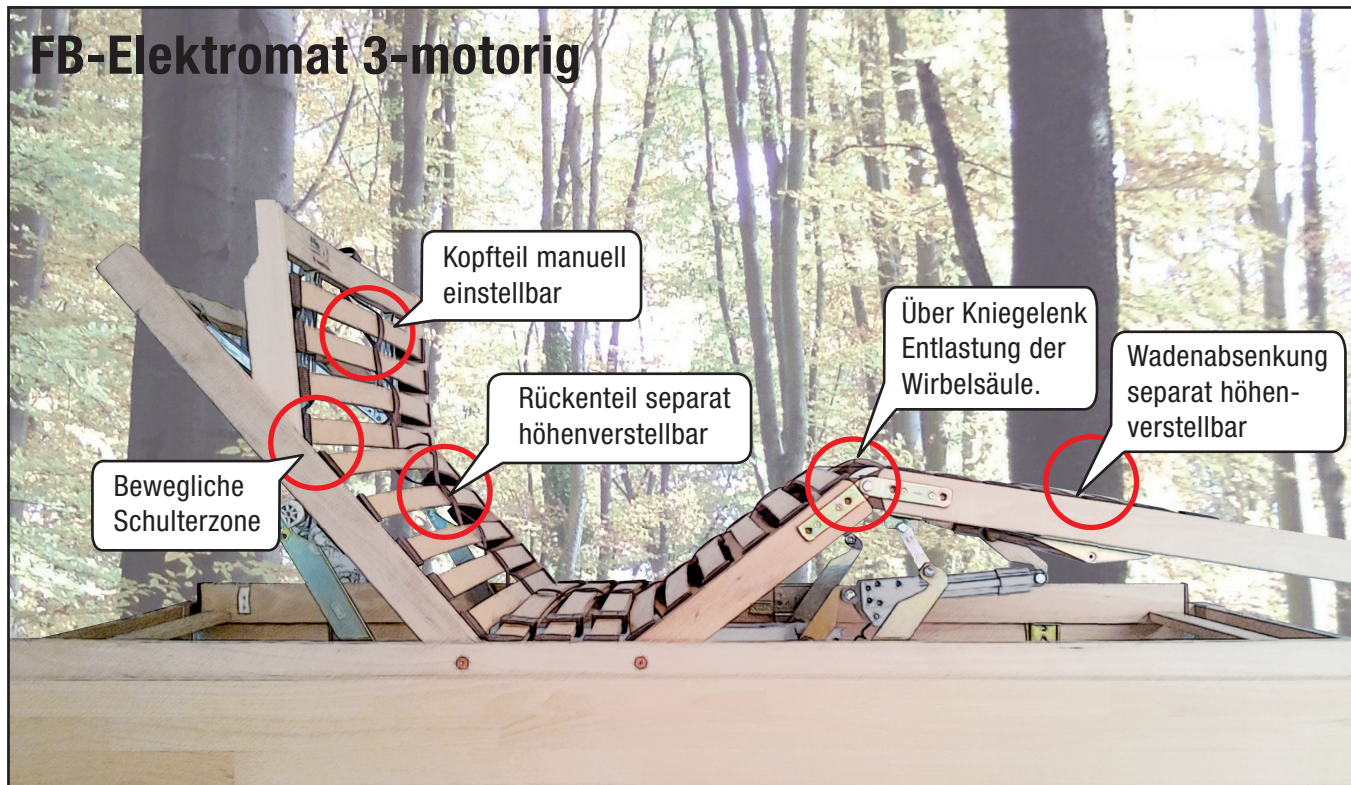 FB-Elektromat 3-motorig
Kopfteil manuell
einstellbar
Über Kniegelenk
Entlastung der
Wirbelsäule.
Wadenabsenkung
separat höhen-
verstellbar
Rückenteil separat
höhenverstellbar
Bewegliche
Schulterzone